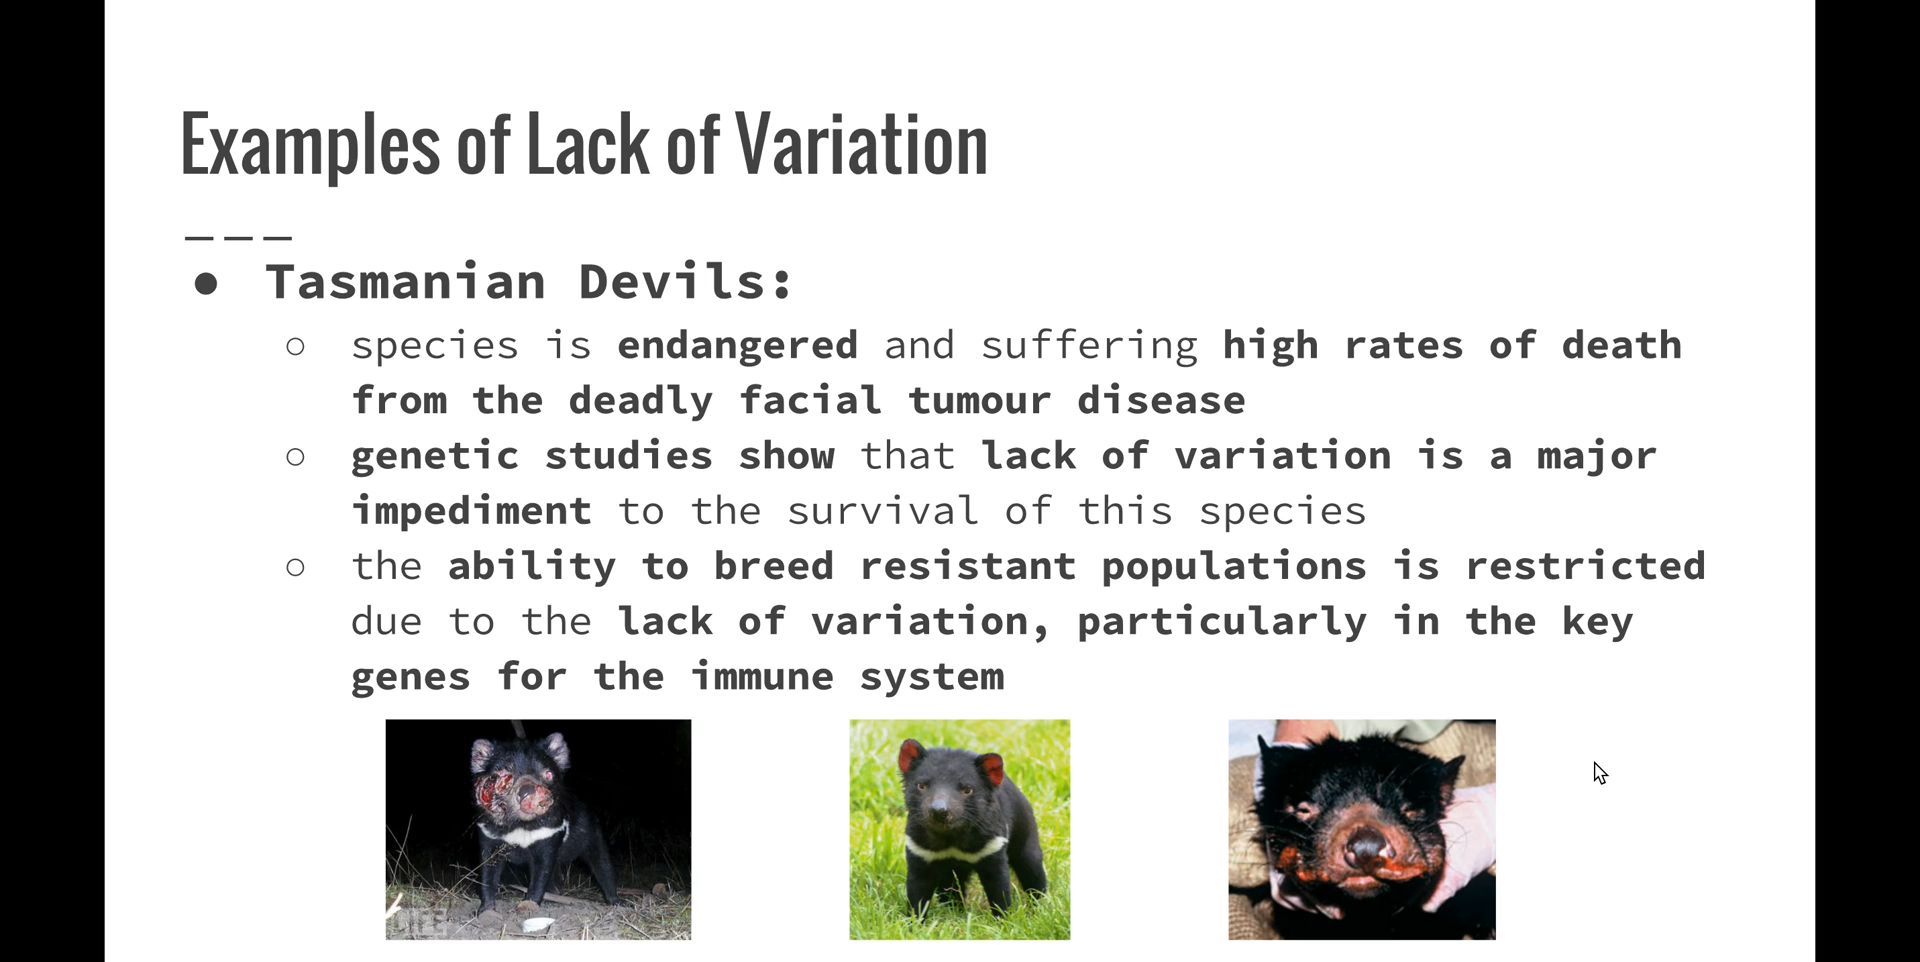 Examples of Lack of Variation
● Tasmanian Devils:
○ species is endangered and suffering high rates of death
from the deadly facial tumour disease
○ genetic studies show that lack of variation is a major
impediment to the survival of this species
○ the ability to breed resistant populations is restricted
due to the lack of variation, particularly in the key
genes for the immune system